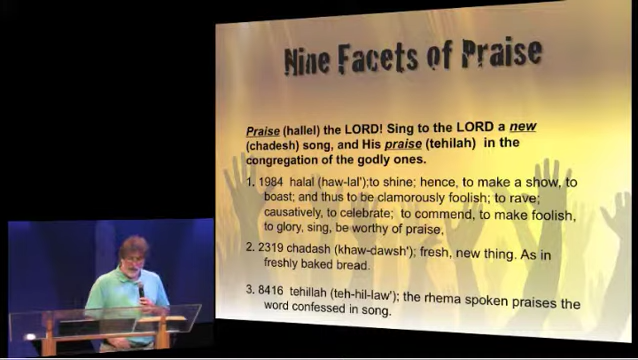 Nine Facets of Praise
Praise (hallel) the LORD! Sing to the LORD a new
(chadesh) song, and His praise (tehilah) in the
congregation of the godly ones.
1. 1984 halal (haw-lal');to shine; hence, to make a show, to
boast; and thus to be clamorously foolish; to rave;
causatively, to celebrate; to commend, to make foolish,
to glory, sing, be worthy of praise,
2. 2319 chadash (khaw-dawsh'); fresh, new thing. As in
freshly baked bread.
3. 8416 tehillah (teh-hil-law'); the rhema spoken praises the
word confessed in song.